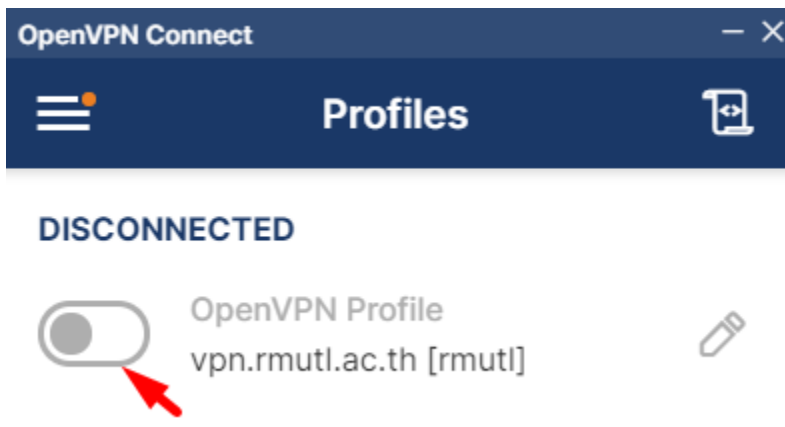 OpenVPN Connect
Profiles
DISCONNECTED
OpenVPN Profile
vpn.rmutl.ac.th [rmutl]